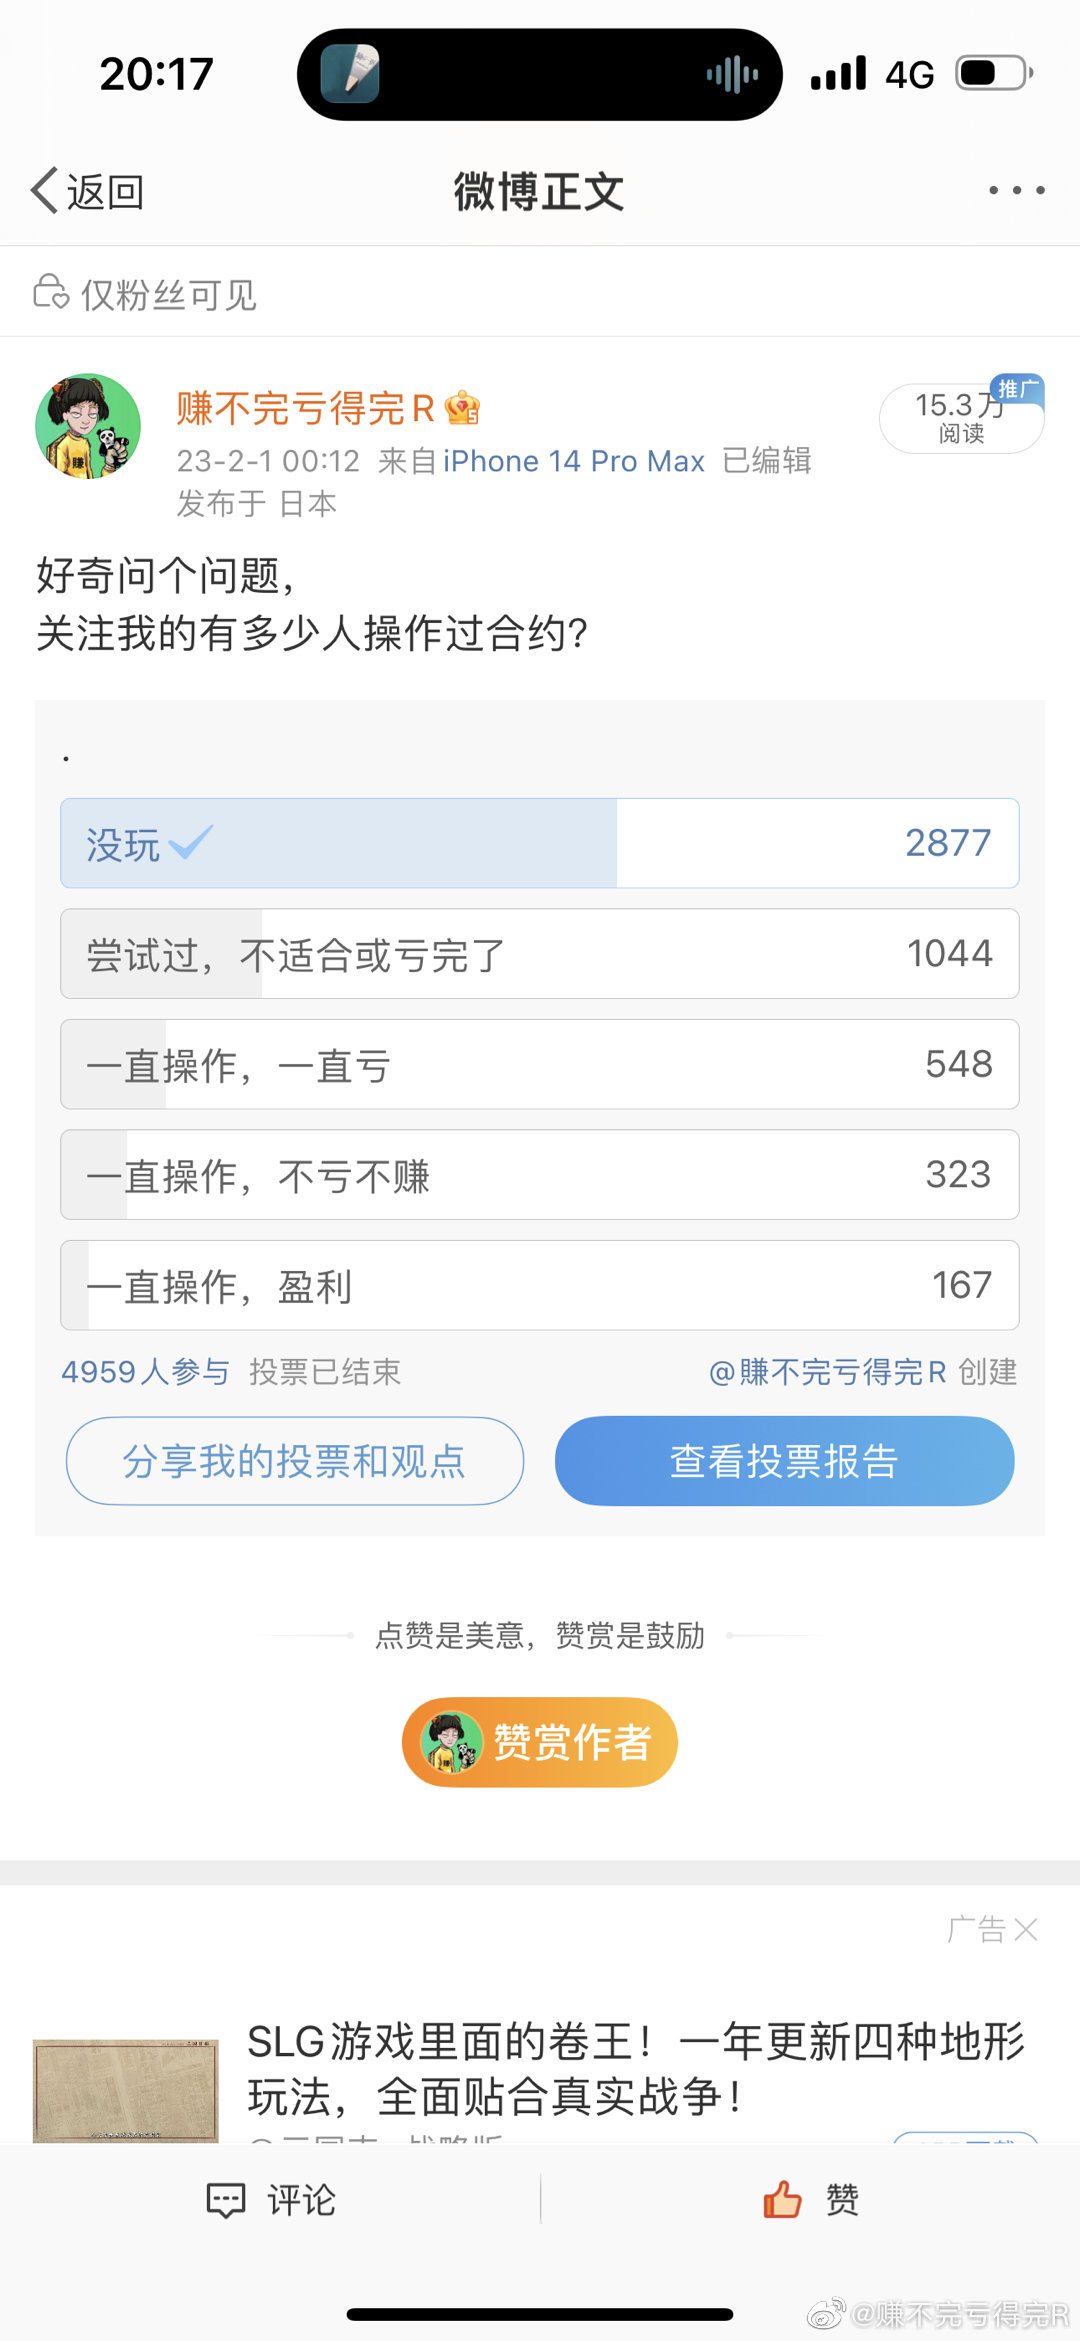 20:17
4G
返回
微博正文
仅粉丝可见
赚不完亏得完R
推广
15.3万
阅读
23-2-1 00:12 来自 iPhone 14 Pro Max 已编辑
发布于 日本
好奇问个问题，
关注我的有多少人操作过合约?
.
没玩 2877
尝试过，不适合或亏完了 1044
一直操作，一直亏 548
一直操作，不亏不赚 323
一直操作，盈利 167
4959人参与 投票已结束 @賺不完亏得完R 创建
分享我的投票和观点 查看投票报告
点赞是美意，赞赏是鼓励
赞赏作者
广告
SLG游戏里面的卷王！一年更新四种地形
玩法，全面贴合真实战争！
评论 赞
@赚不完亏得完R